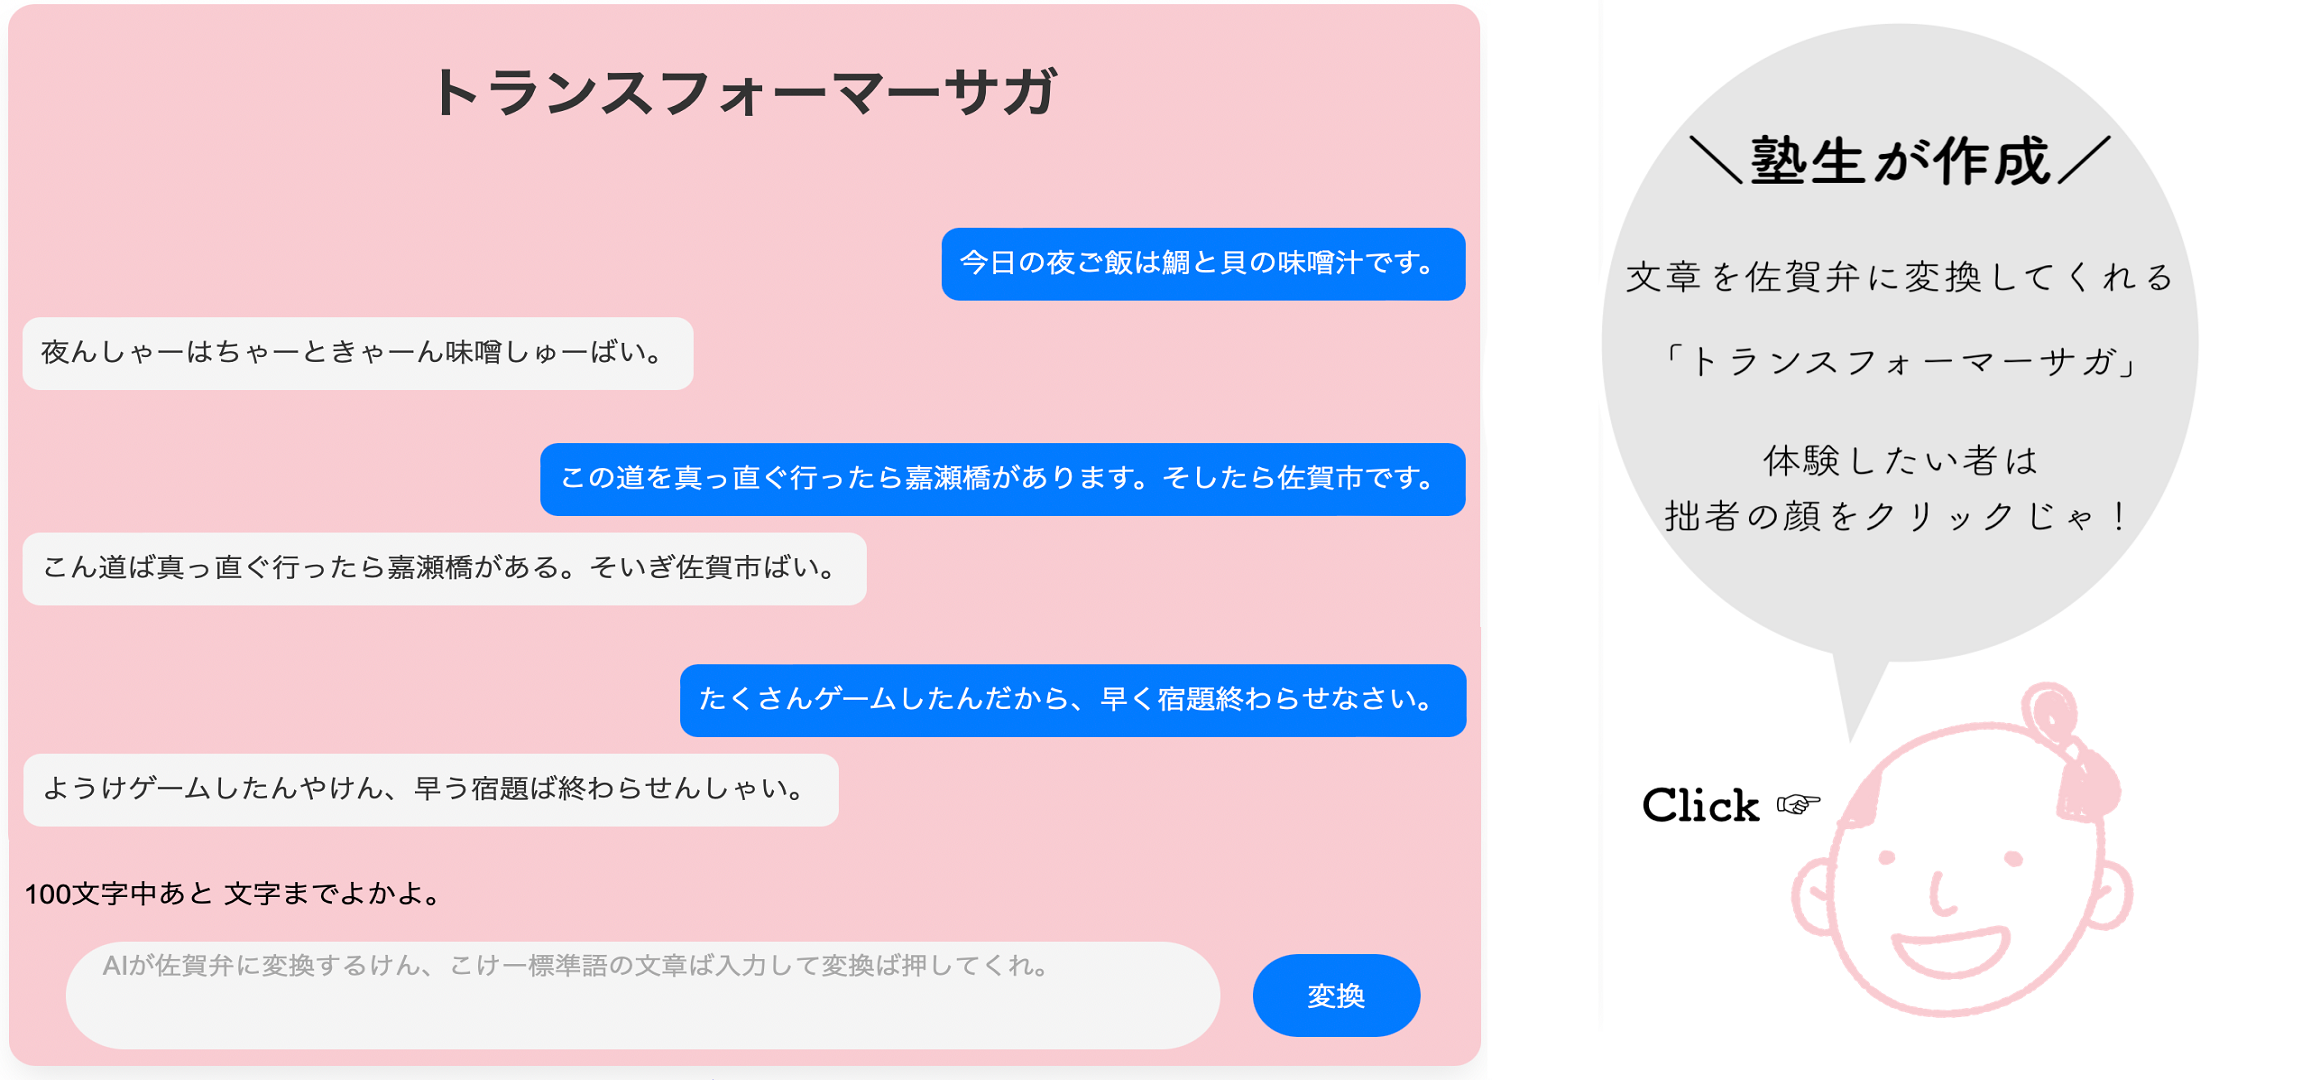 トランスフォーマーサガ
今日の夜ご飯は鯛と貝の味噌汁です。
夜んしゃーはちゃーときゃーん味噌しゅーばい。
この道を真っ直ぐ行ったら嘉瀬橋があります。そしたら佐賀市です。
こん道ば真っ直ぐ行ったら嘉瀬橋がある。そいぎ佐賀市ばい。
たくさんゲームしたんだから、早く宿題終わらせなさい。
ようけゲームしたんやけん、早う宿題ば終わらせんしゃい。
100文字中あと 文字までよかよ。
AIが佐賀弁に変換するけん、こけー標準語の文章ば入力して変換ば押してくれ。
変換
＼塾生が作成／
文章を佐賀弁に変換してくれる
「トランスフォーマーサガ」
体験したい者は
拙者の顔をクリックじゃ！
Click ☞